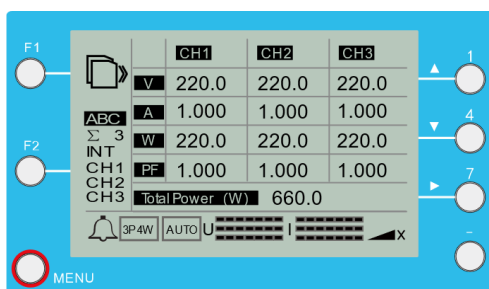 F1
F2
MENU
CH1 CH2 CH3
V 220.0 220.0 220.0
A 1.000 1.000 1.000
W 220.0 220.0 220.0
PF 1.000 1.000 1.000
Total Power (W) 660.0
ABC
Σ 3
INT
CH1
CH2
CH3
3P4W AUTO U I X
1
4
7
-